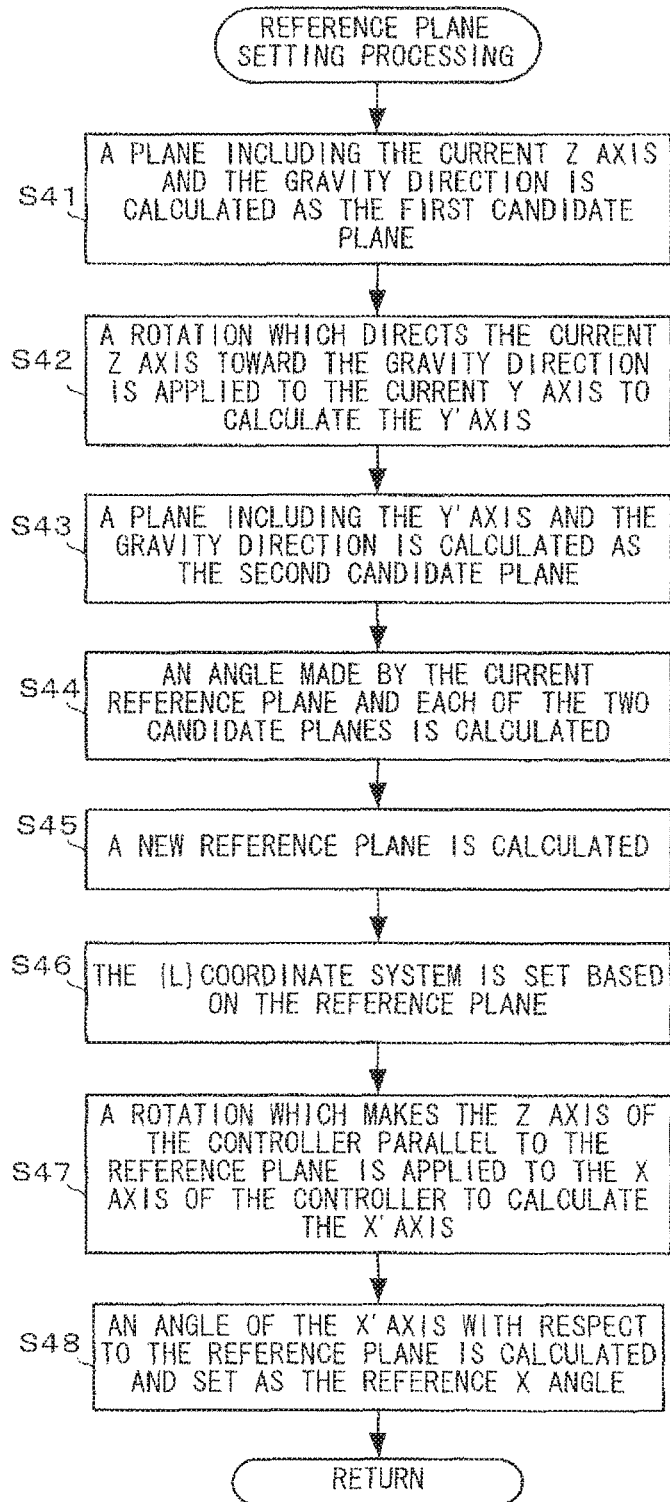 REFERENCE PLANE
SETTING PROCESSING
S41
A PLANE INCLUDING THE CURRENT Z AXIS
AND THE GRAVITY DIRECTION IS
CALCULATED AS THE FIRST CANDIDATE
PLANE
S42
A ROTATION WHICH DIRECTS THE CURRENT
Z AXIS TOWARD THE GRAVITY DIRECTION
IS APPLIED TO THE CURRENT Y AXIS TO
CALCULATE THE Y'AXIS
S43
A PLANE INCLUDING THE Y'AXIS AND THE
GRAVITY DIRECTION IS CALCULATED AS
THE SECOND CANDIDATE PLANE
S44
AN ANGLE MADE BY THE CURRENT
REFERENCE PLANE AND EACH OF THE TWO
CANDIDATE PLANES IS CALCULATED
S45
A NEW REFERENCE PLANE IS CALCULATED
S46
THE {L} COORDINATE SYSTEM IS SET BASED
ON THE REFERENCE PLANE
S47
A ROTATION WHICH MAKES THE Z AXIS OF
THE CONTROLLER PARALLEL TO THE
REFERENCE PLANE IS APPLIED TO THE X
AXIS OF THE CONTROLLER TO CALCULATE
THE X'AXIS
S48
AN ANGLE OF THE X'AXIS WITH RESPECT
TO THE REFERENCE PLANE IS CALCULATED
AND SET AS THE REFERENCE X ANGLE
RETURN